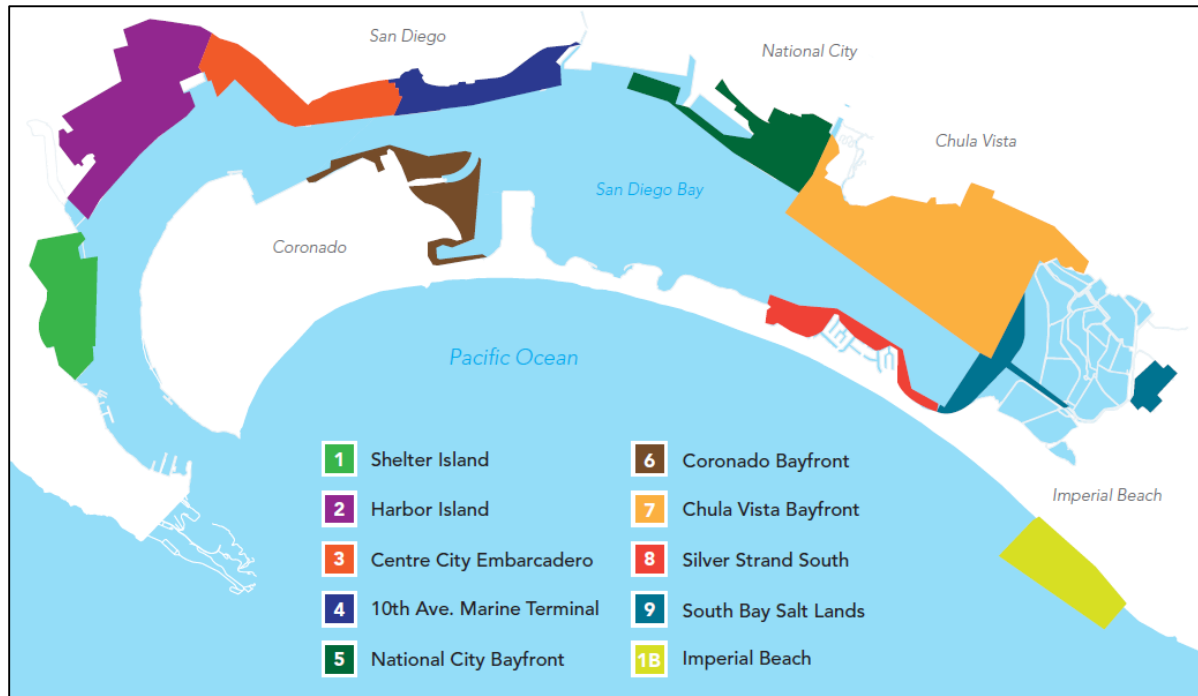 San Diego
National City
Chula Vista
San Diego Bay
Coronado
Pacific Ocean
Imperial Beach
1 Shelter Island
2 Harbor Island
3 Centre City Embarcadero
4 10th Ave. Marine Terminal
5 National City Bayfront
6 Coronado Bayfront
7 Chula Vista Bayfront
8 Silver Strand South
9 South Bay Salt Lands
1B Imperial Beach